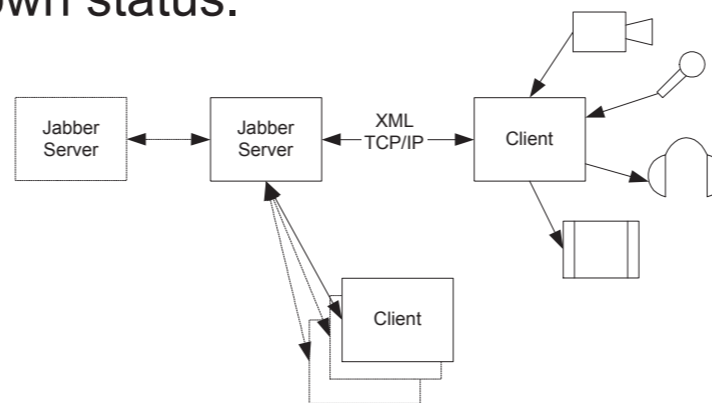 own status.
Jabber
Server
Jabber
Server
XML
TCP/IP
Client
Client